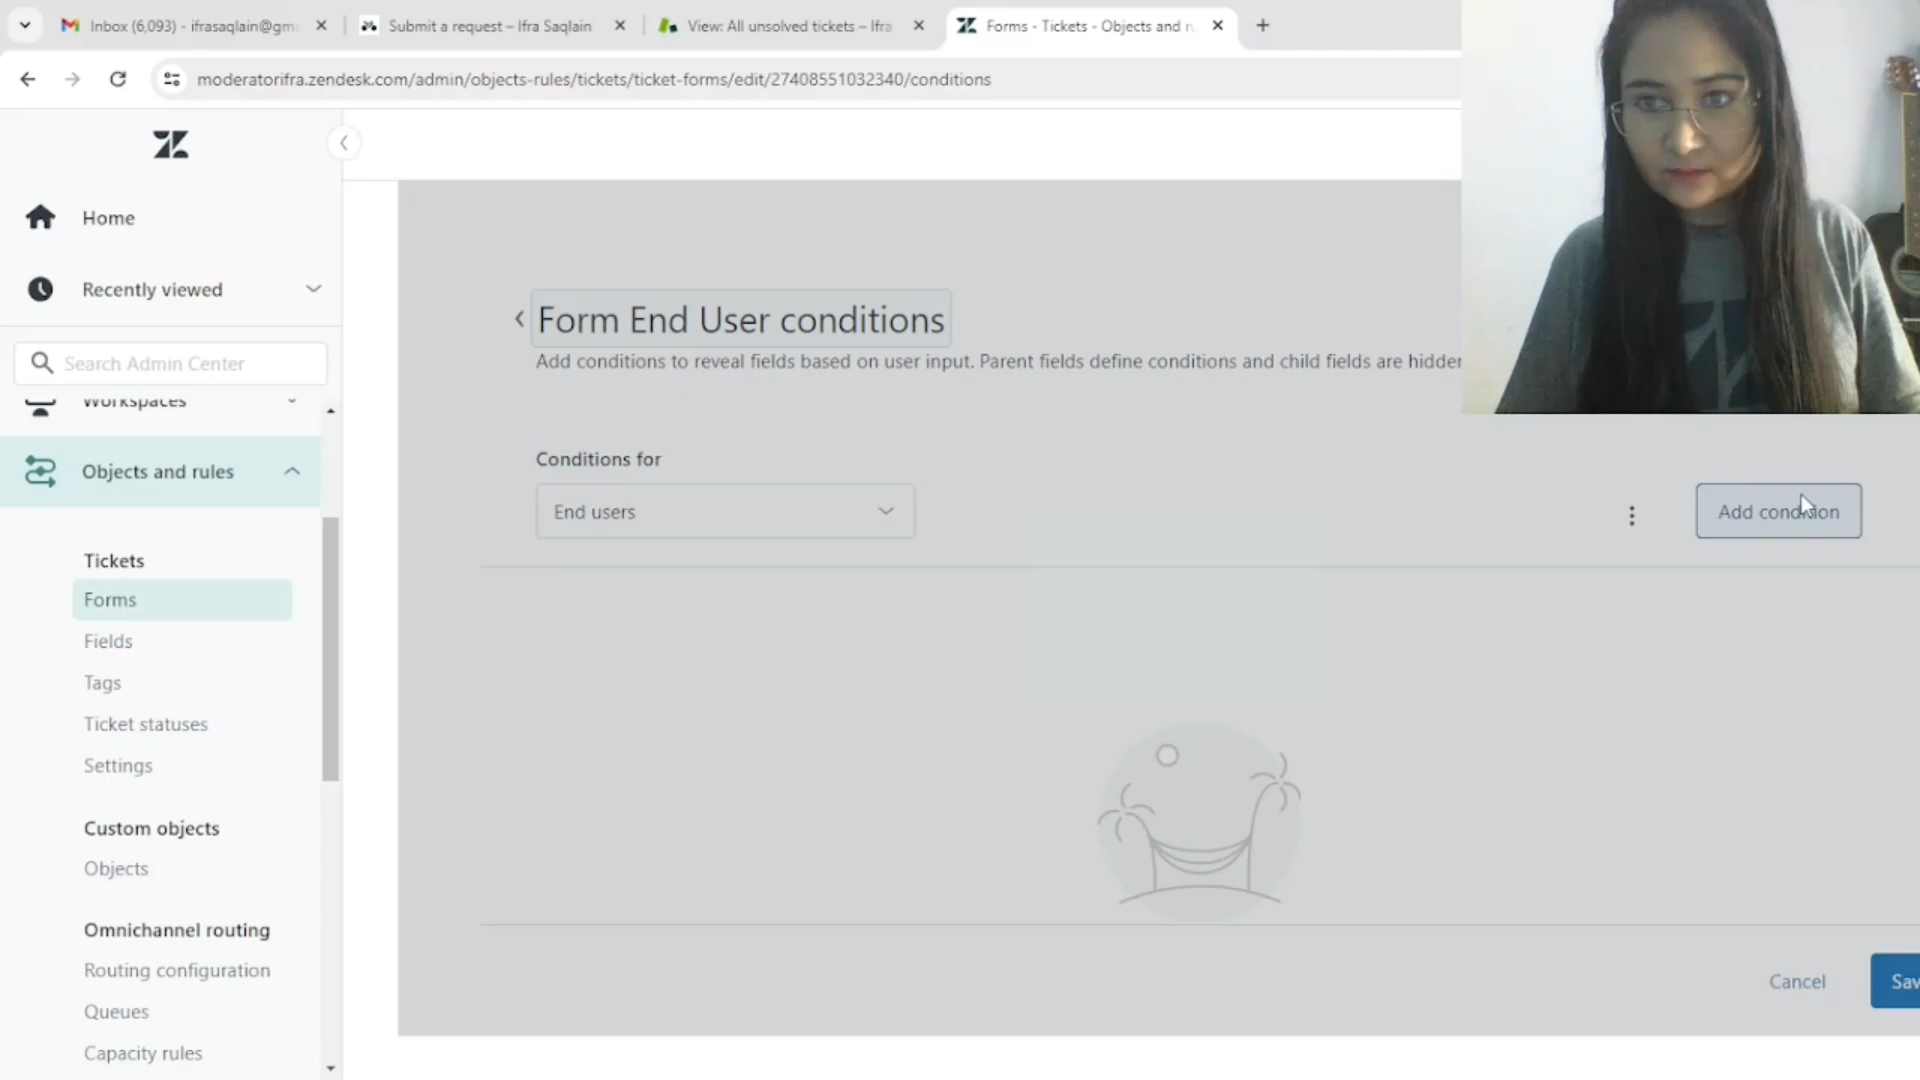 Inbox (6,093) - ifrasaqlain@gm
Submit a request – Ifra Saqlain
View: All unsolved tickets – Ifra
Forms - Tickets - Objects and r
moderatorifra.zendesk.com/admin/objects-rules/tickets/ticket-forms/edit/27408551032340/conditions
Home
Recently viewed
Search Admin Center
Workspaces
Objects and rules
Tickets
Forms
Fields
Tags
Ticket statuses
Settings
Custom objects
Objects
Omnichannel routing
Routing configuration
Queues
Capacity rules
Form End User conditions
Add conditions to reveal fields based on user input. Parent fields define conditions and child fields are hidden
Conditions for
End users
Add condition
Cancel
Sav